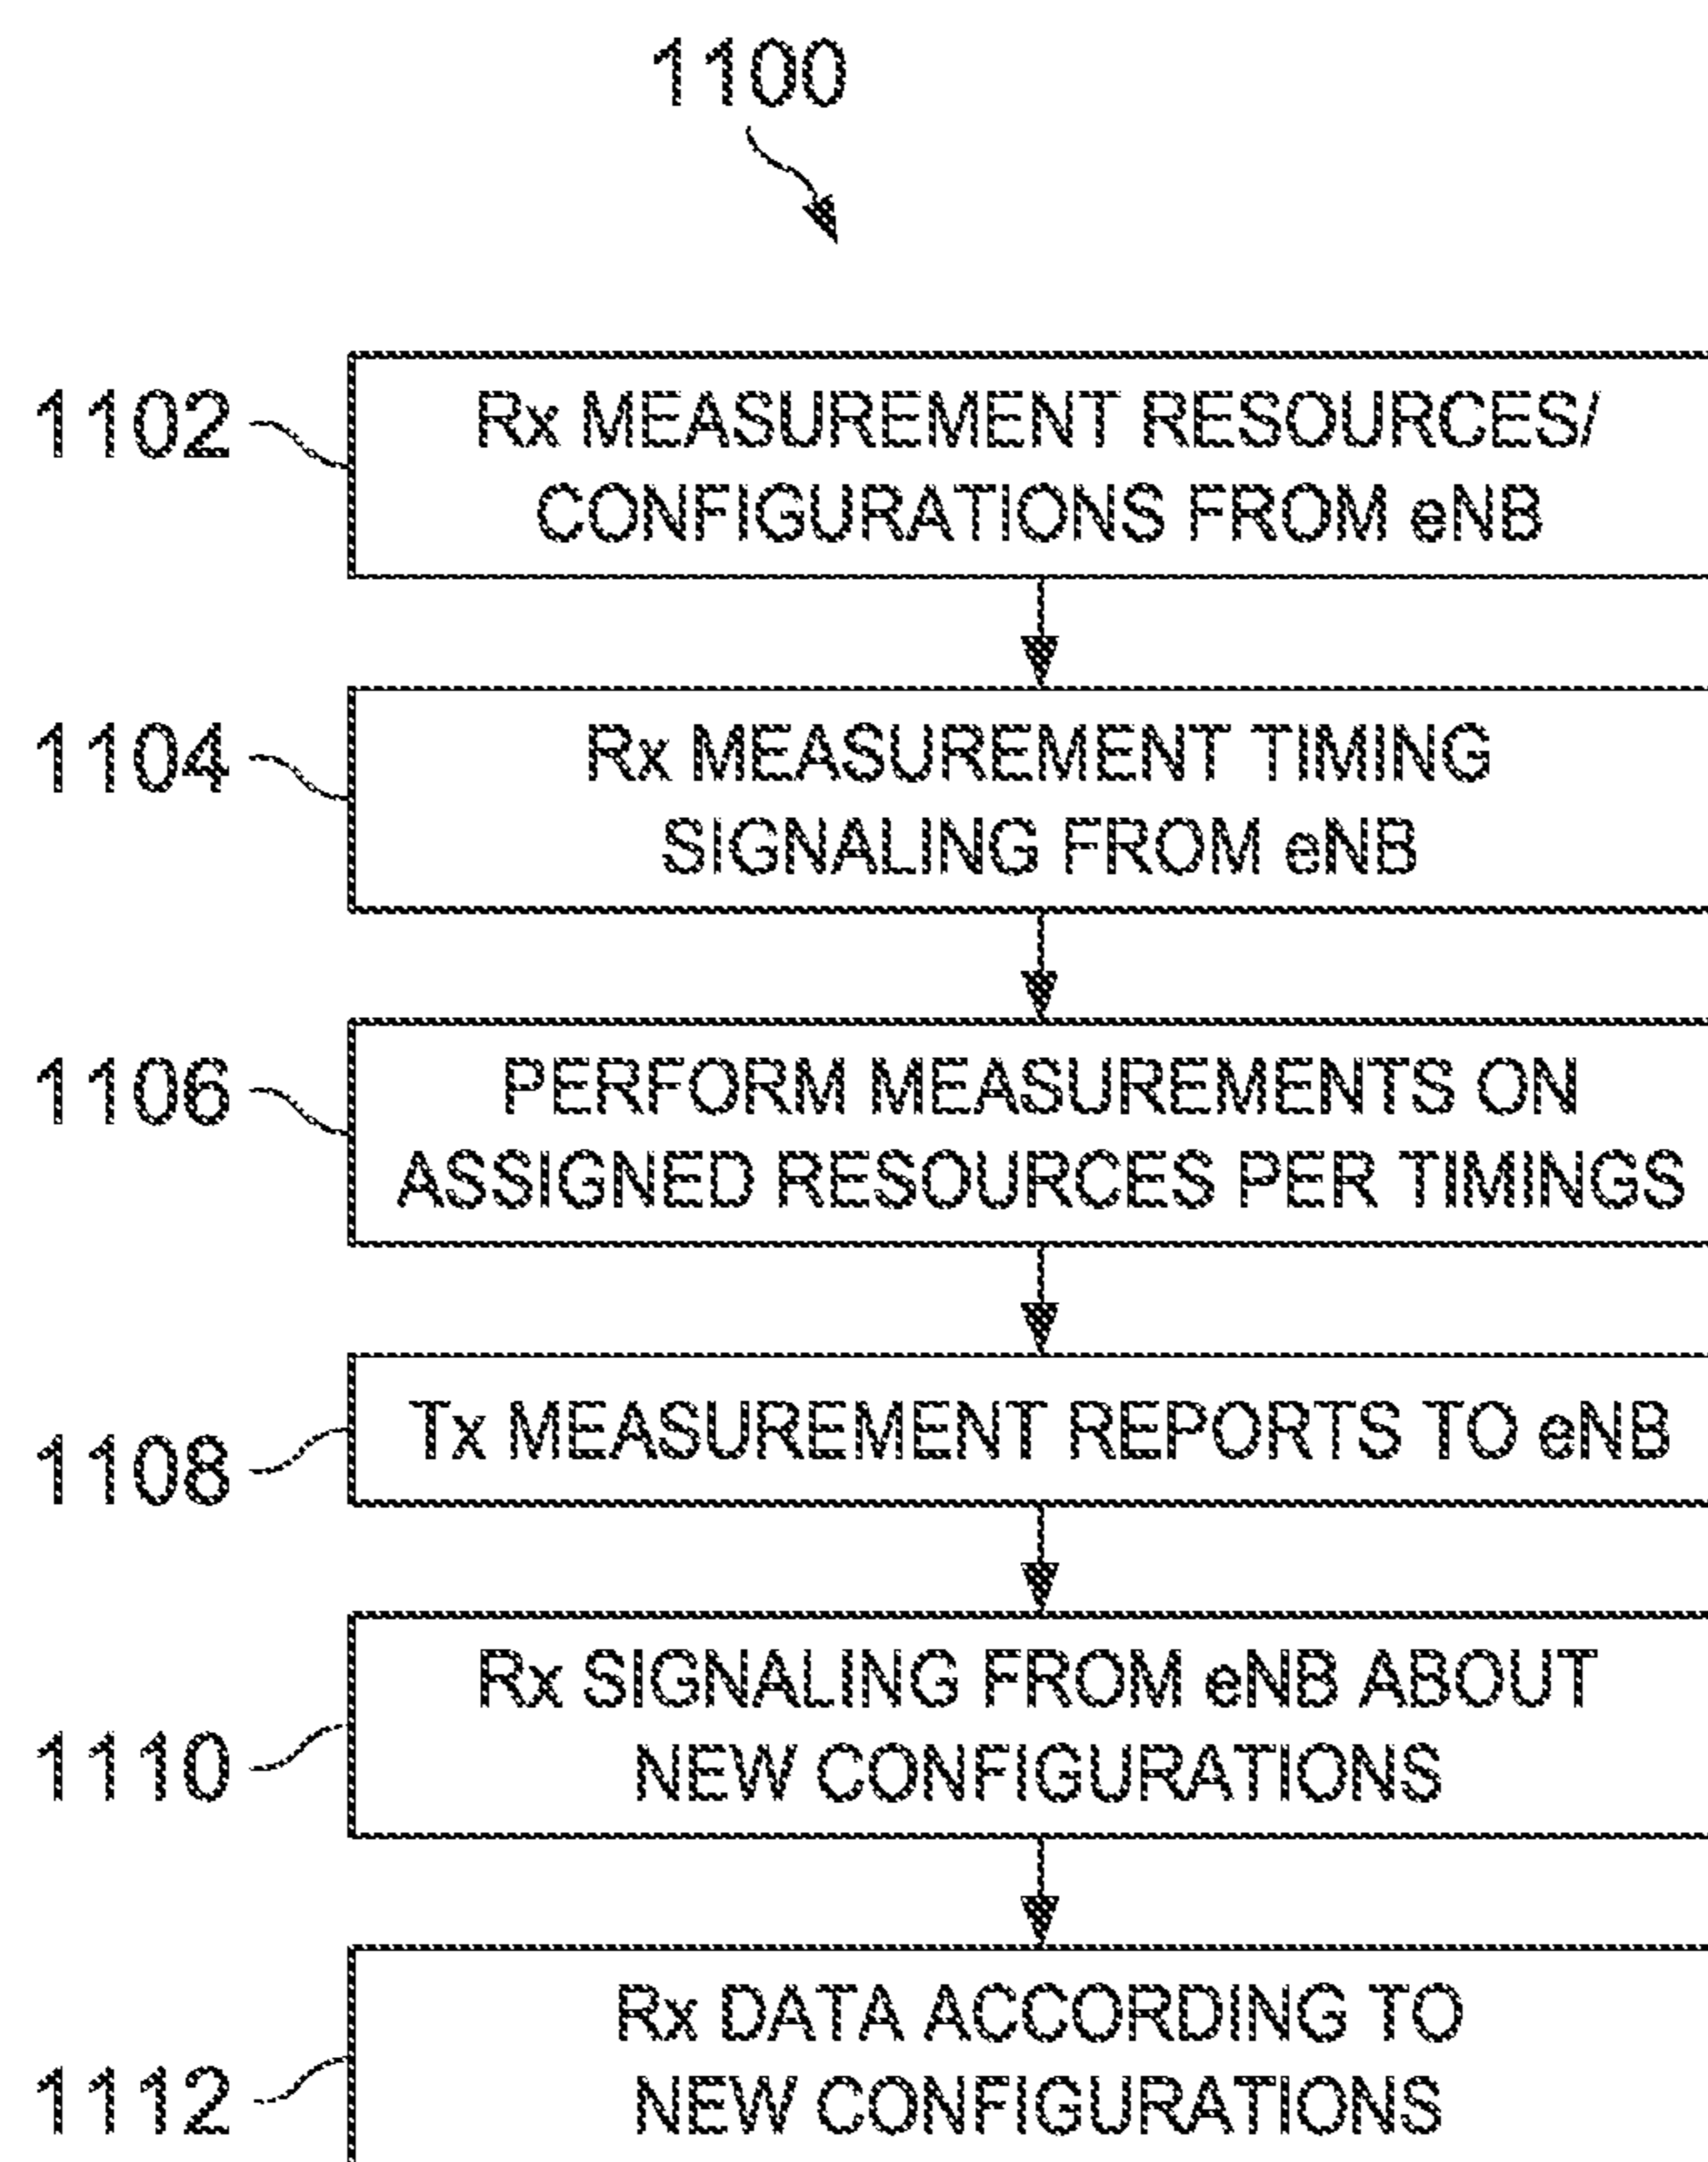 1100
1102
Rx MEASUREMENT RESOURCES/
CONFIGURATIONS FROM eNB
1104
Rx MEASUREMENT TIMING
SIGNALING FROM eNB
1106
PERFORM MEASUREMENTS ON
ASSIGNED RESOURCES PER TIMINGS
1108
Tx MEASUREMENT REPORTS TO eNB
1110
Rx SIGNALING FROM eNB ABOUT
NEW CONFIGURATIONS
1112
Rx DATA ACCORDING TO
NEW CONFIGURATIONS